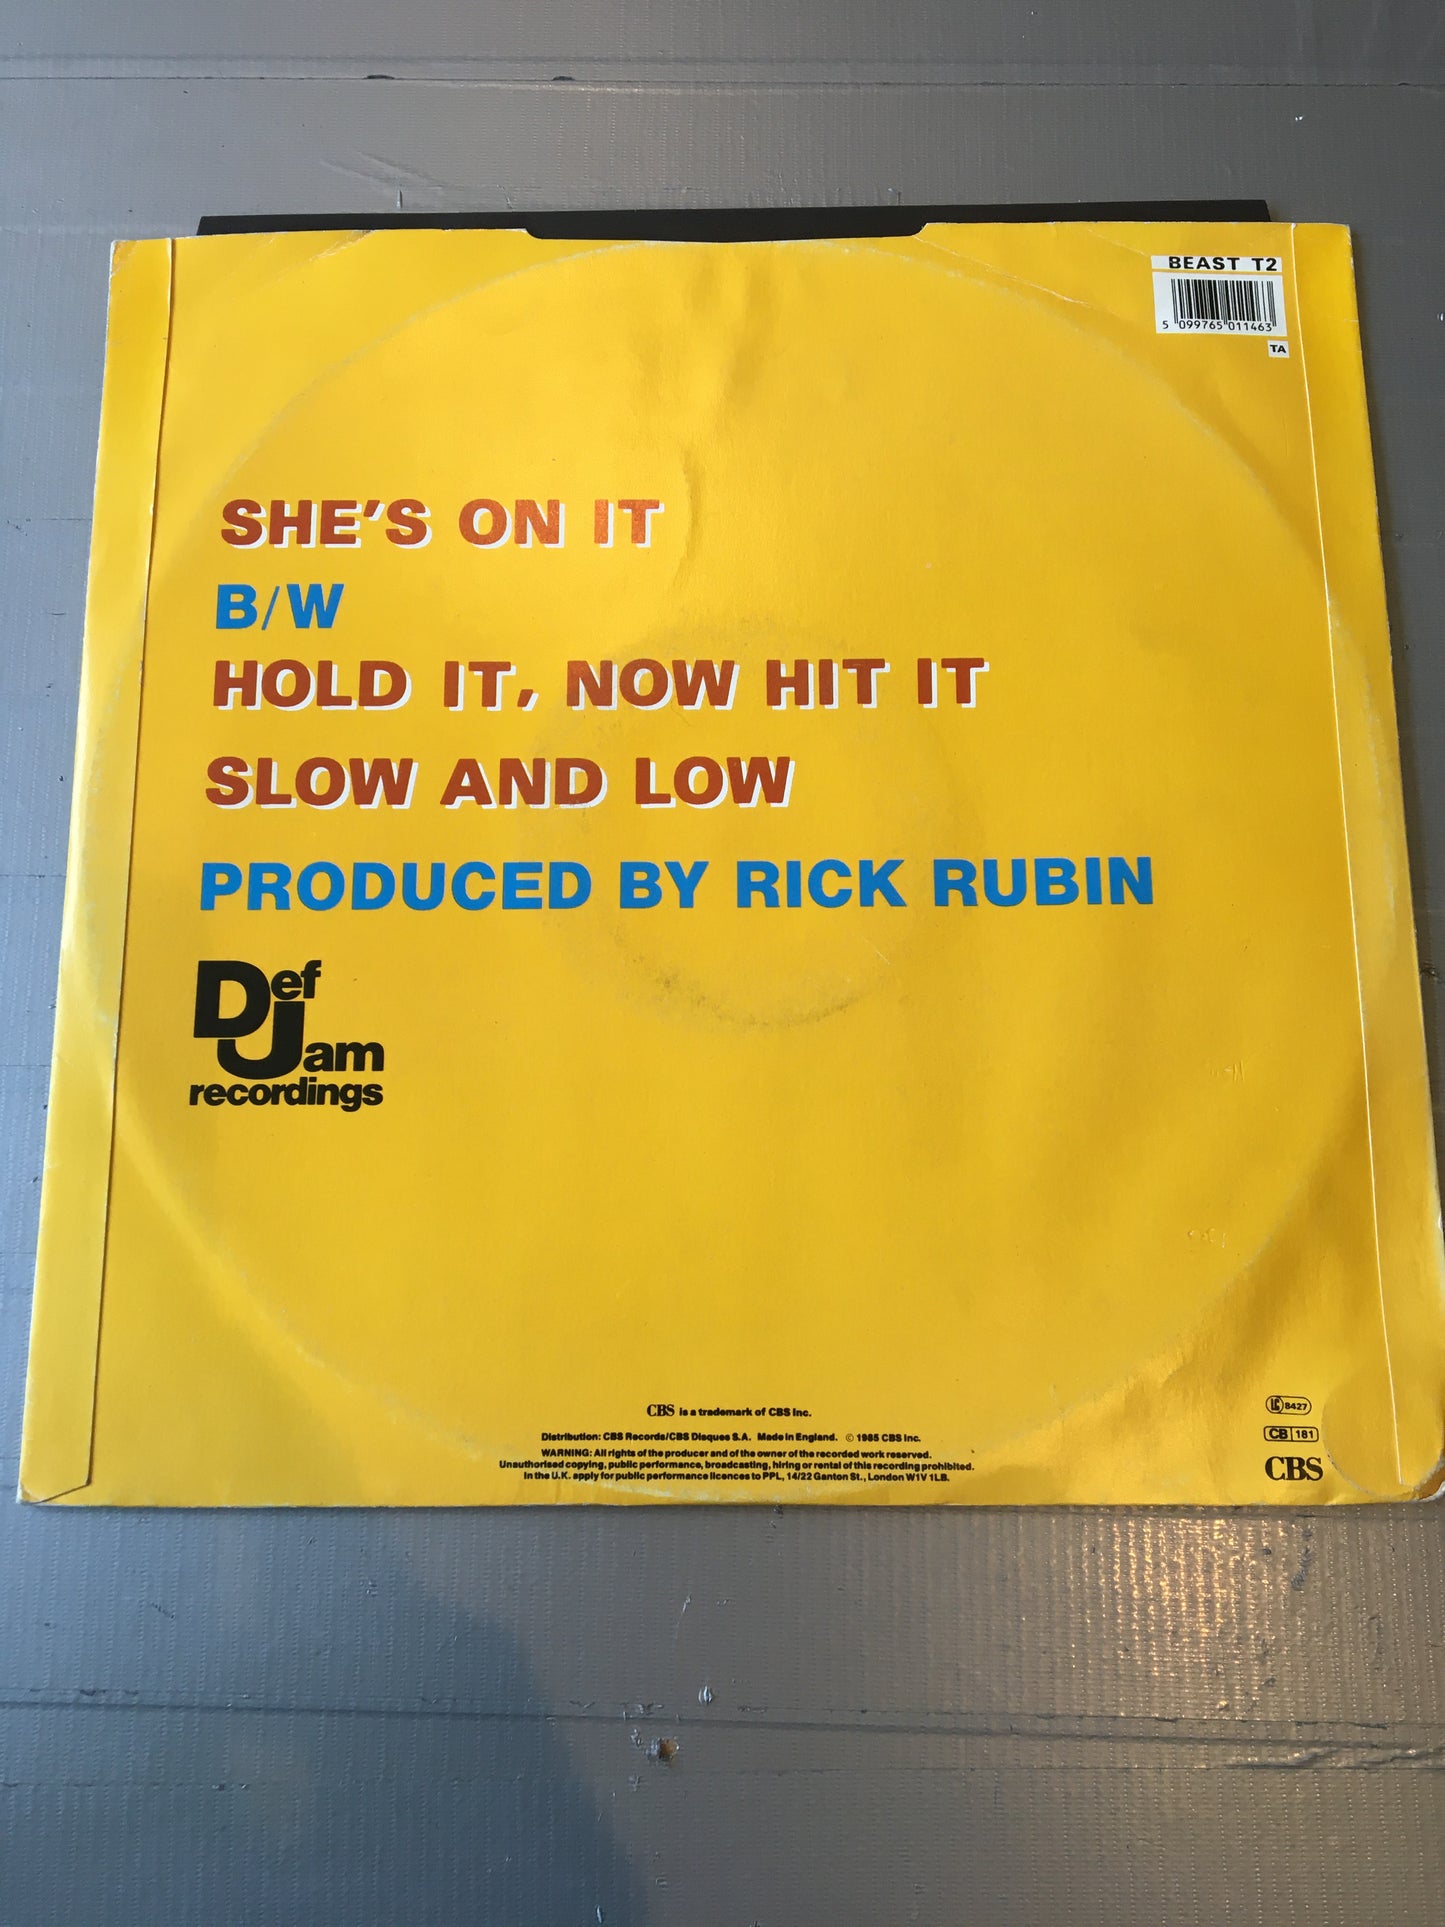 BEAST T2
5 099765 011463
TA
SHE'S ON IT
B/W
HOLD IT, NOW HIT IT
SLOW AND LOW
PRODUCED BY RICK RUBIN
Def
Jam
recordings
CBS is a trademark of CBS Inc.
Distribution: CBS Records/CBS Disques S.A. Made in England. © 1985 CBS Inc.
WARNING: All rights of the producer and of the owner of the recorded work reserved.
Unauthorised copying, public performance, broadcasting, hiring or rental of this recording prohibited.
In the U.K. apply for public performance licences to PPL, 14/22 Ganton St., London W1V 1LB.
LC 8427
CB 181
CBS